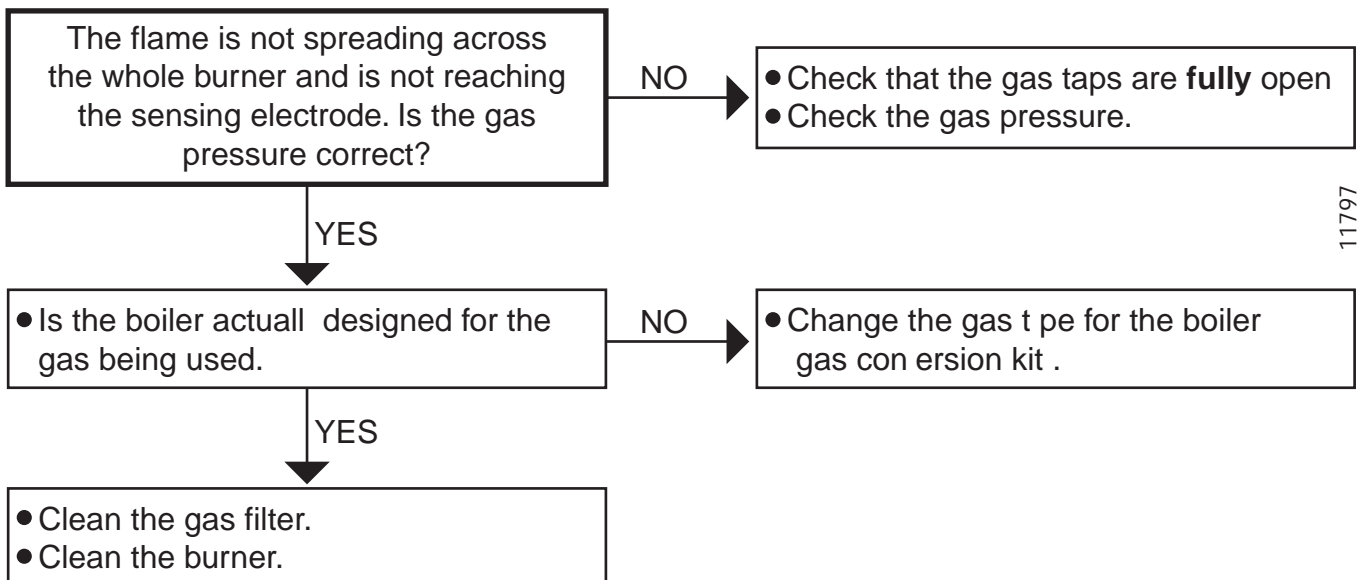 The flame is not spreading across
the whole burner and is not reaching
the sensing electrode. Is the gas
pressure correct?
NO
● Check that the gas taps are fully open
● Check the gas pressure.
11797
YES
● Is the boiler actuall designed for the
gas being used.
NO
● Change the gas t pe for the boiler
gas con ersion kit .
YES
● Clean the gas filter.
● Clean the burner.